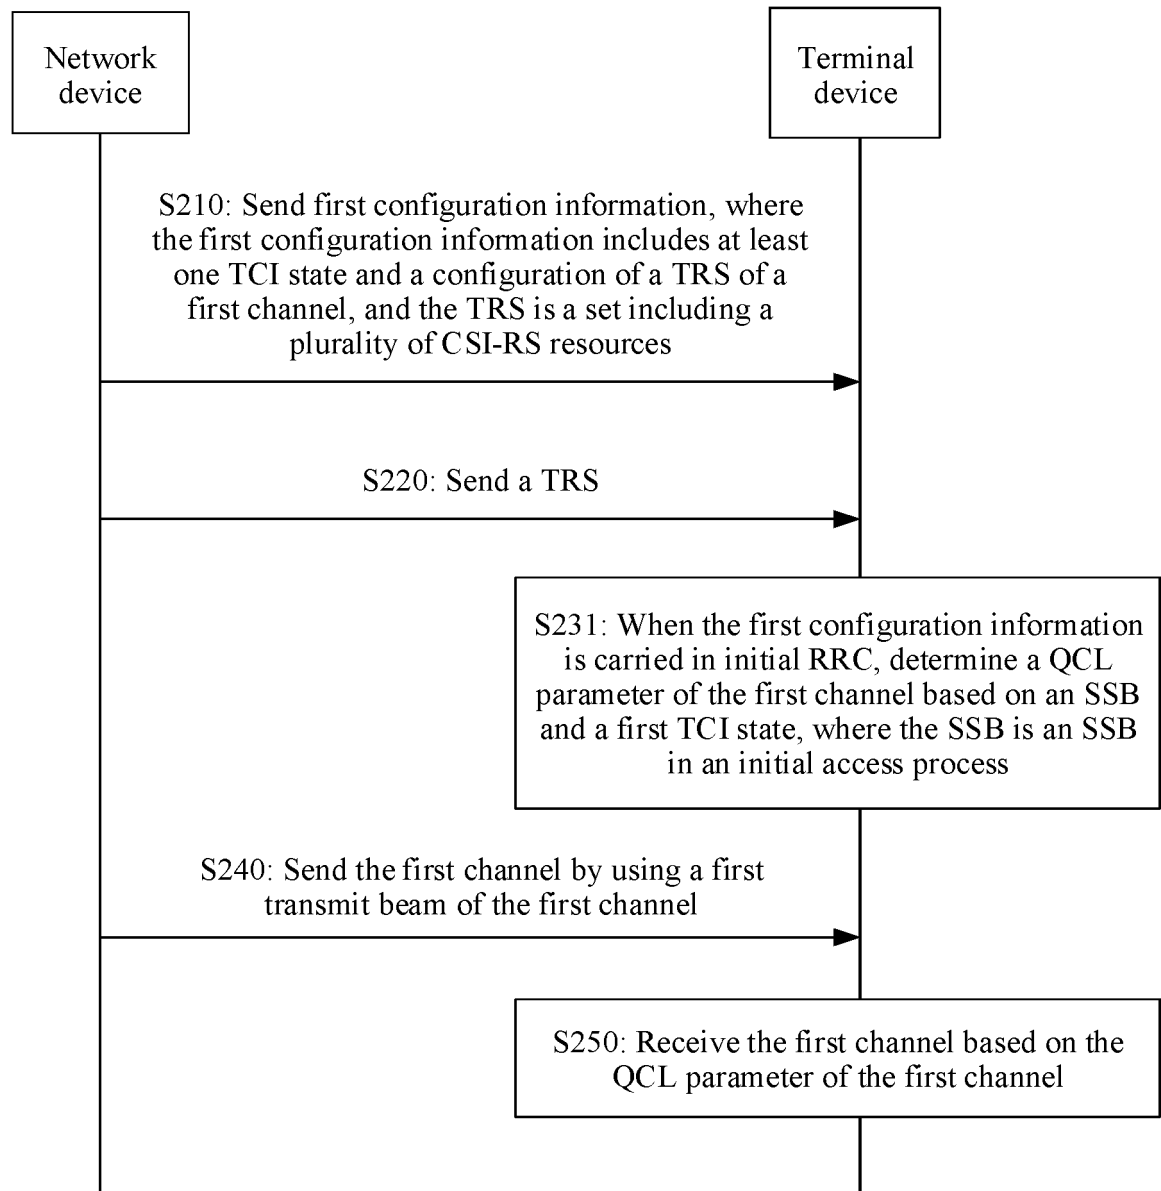 Network
device
Terminal
device
S210: Send first configuration information, where
the first configuration information includes at least
one TCI state and a configuration of a TRS of a
first channel, and the TRS is a set including a
plurality of CSI-RS resources
S220: Send a TRS
S231: When the first configuration information
is carried in initial RRC, determine a QCL
parameter of the first channel based on an SSB
and a first TCI state, where the SSB is an SSB
in an initial access process
S240: Send the first channel by using a first
transmit beam of the first channel
S250: Receive the first channel based on the
QCL parameter of the first channel